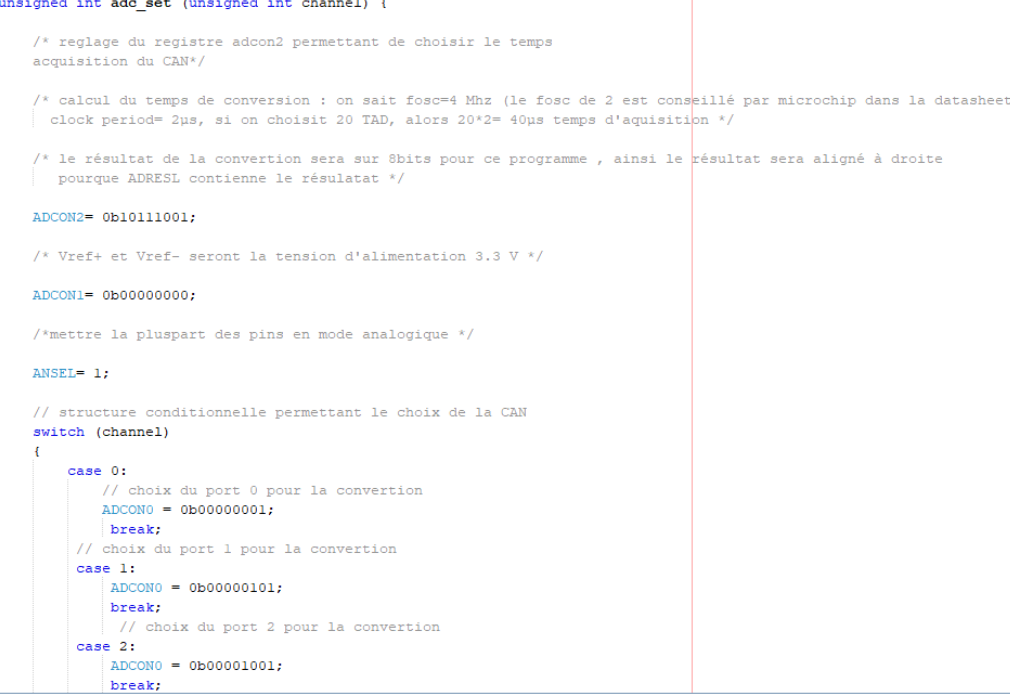 unsigned int adc_set (unsigned int channel) {
/* reglage du registre adcon2 permettant de choisir le temps
acquisition du CAN*/
/* calcul du temps de conversion : on sait fosc=4 Mhz (le fosc de 2 est conseillé par microchip dans la datasheet
clock period= 2µs, si on choisit 20 TAD, alors 20*2= 40µs temps d'aquisition */
/* le résultat de la convertion sera sur 8bits pour ce programme , ainsi le résultat sera aligné à droite
pourque ADRESL contienne le résulatat */
ADCON2= 0b10111001;
/* Vref+ et Vref- seront la tension d'alimentation 3.3 V */
ADCON1= 0b00000000;
/*mettre la pluspart des pins en mode analogique */
ANSEL= 1;
// structure conditionnelle permettant le choix de la CAN
switch (channel)
{
case 0:
// choix du port 0 pour la convertion
ADCON0 = 0b00000001;
break;
// choix du port 1 pour la convertion
case 1:
ADCON0 = 0b00000101;
break;
// choix du port 2 pour la convertion
case 2:
ADCON0 = 0b00001001;
break;